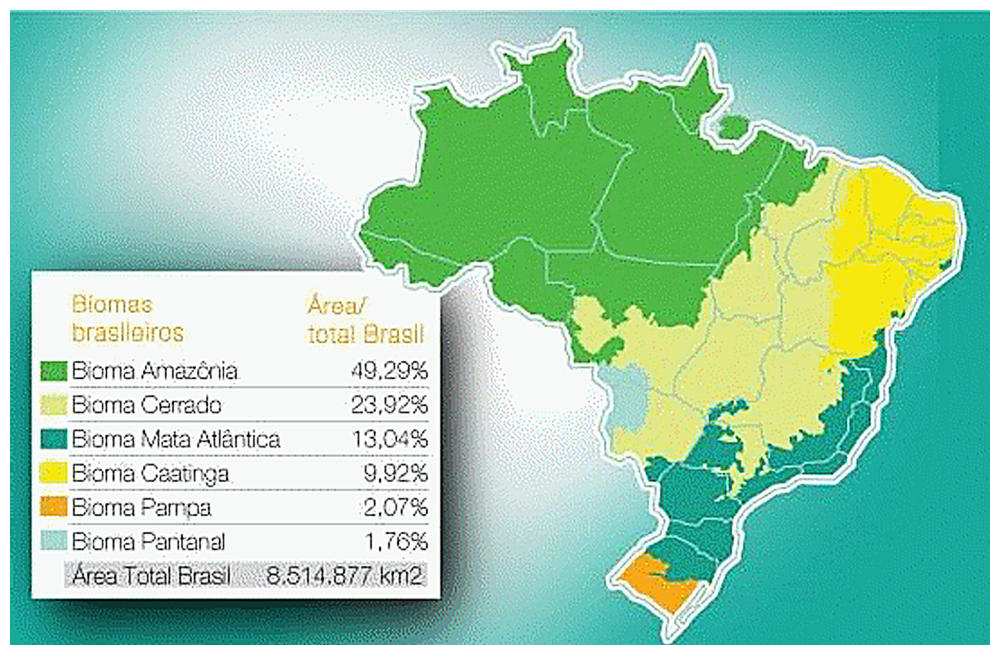 Biomas brasileiros
Área/ total Brasil
Bioma Amazônia 49,29%
Bioma Cerrado 23,92%
Bioma Mata Atlântica 13,04%
Bioma Caatinga 9,92%
Bioma Pampa 2,07%
Bioma Pantanal 1,76%
Área Total Brasil 8.514.877 km2